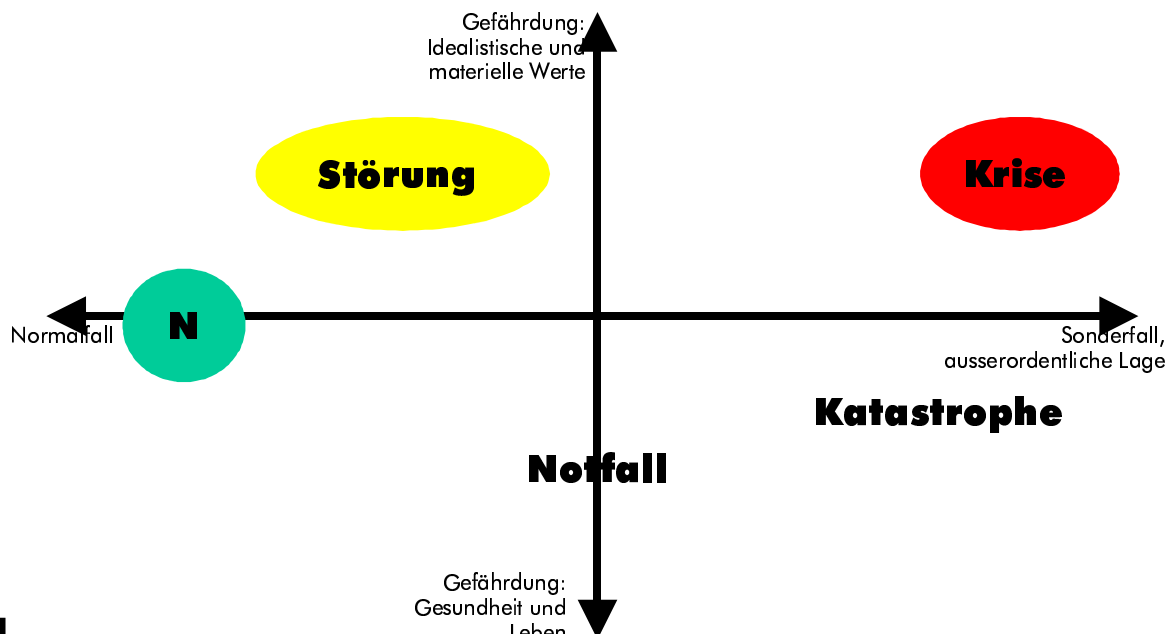 Gefährdung:
Idealistische und
materielle Werte
Störung
Krise
N
Normalfall
Sonderfall,
ausserordentliche Lage
Katastrophe
Notfall
Gefährdung:
Gesundheit und
Leben